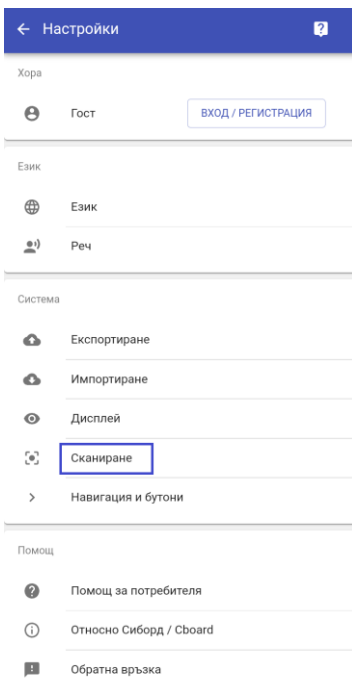 Настройки
Хора
Гост
ВХОД / РЕГИСТРАЦИЯ
Език
Език
Реч
Система
Експортиране
Импортиране
Дисплей
Сканиране
Навигация и бутони
Помощ
Помощ за потребителя
Относно Сиборд / Cboard
Обратна връзка